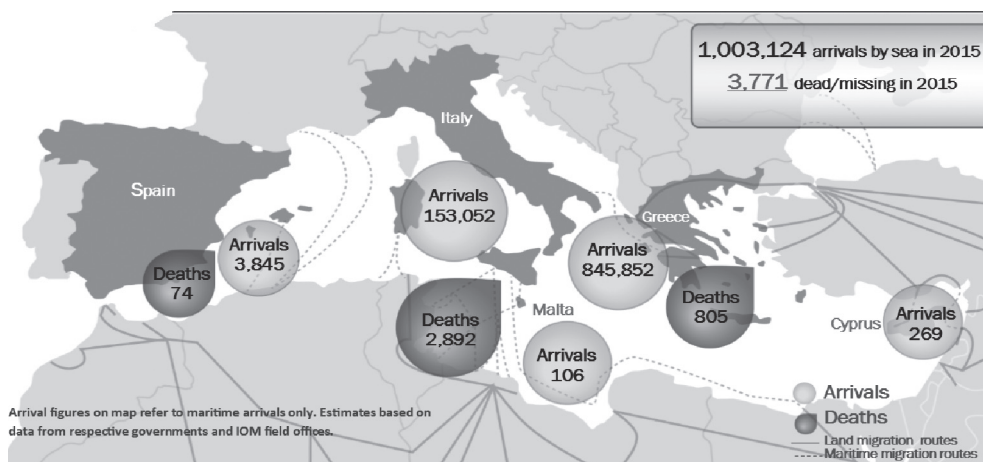 1,003,124 arrivals by sea in 2015
3,771 dead/missing in 2015
Italy
Spain
Arrivals
153,052
Greece
Arrivals
3,845
Arrivals
845,852
Deaths
74
Deaths
805
Malta
Deaths
2,892
Cyprus
Arrivals
269
Arrivals
106
Arrivals
Deaths
Land migration routes
Maritime migration routes
Arrival figures on map refer to maritime arrivals only. Estimates based on
data from respective governments and IOM field offices.